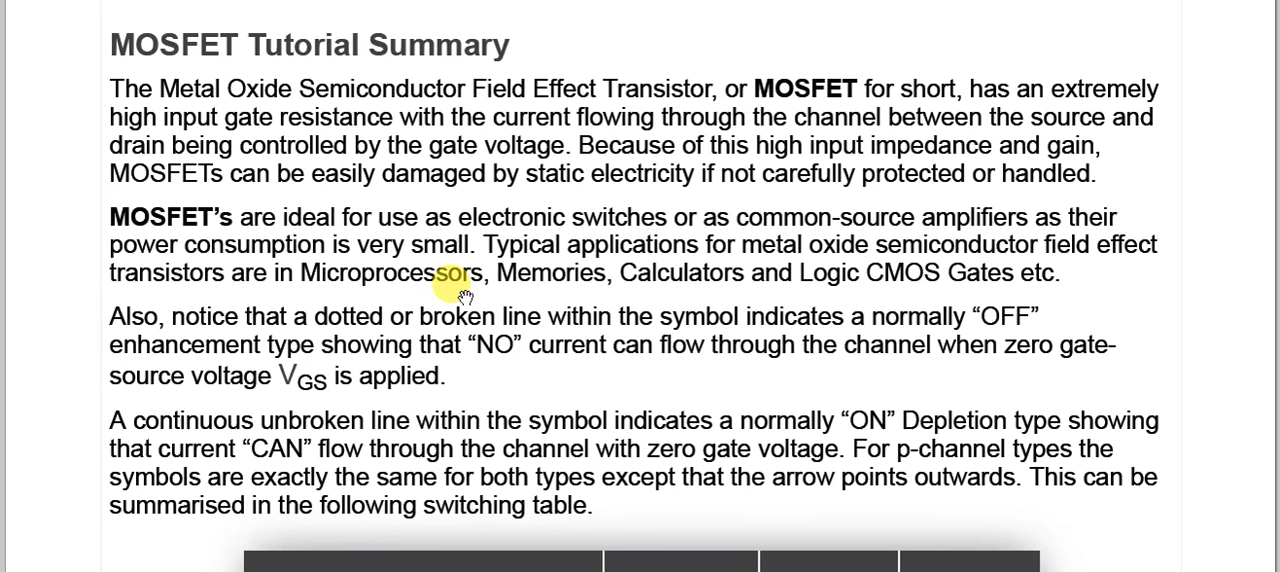 MOSFET Tutorial Summary
The Metal Oxide Semiconductor Field Effect Transistor, or MOSFET for short, has an extremely
high input gate resistance with the current flowing through the channel between the source and
drain being controlled by the gate voltage. Because of this high input impedance and gain,
MOSFETs can be easily damaged by static electricity if not carefully protected or handled.
MOSFET’s are ideal for use as electronic switches or as common-source amplifiers as their
power consumption is very small. Typical applications for metal oxide semiconductor field effect
transistors are in Microprocessors, Memories, Calculators and Logic CMOS Gates etc.
Also, notice that a dotted or broken line within the symbol indicates a normally “OFF”
enhancement type showing that “NO” current can flow through the channel when zero gate-
source voltage VGS is applied.
A continuous unbroken line within the symbol indicates a normally “ON” Depletion type showing
that current “CAN” flow through the channel with zero gate voltage. For p-channel types the
symbols are exactly the same for both types except that the arrow points outwards. This can be
summarised in the following switching table.